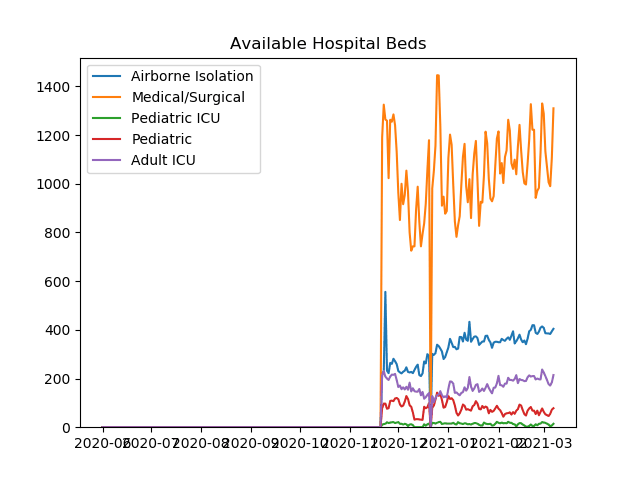 Available Hospital Beds
Airborne Isolation
Medical/Surgical
Pediatric ICU
Pediatric
Adult ICU
1400
1200
1000
800
600
400
200
0
2020-06 2020-07 2020-08 2020-09 2020-10 2020-11 2020-12 2021-01 2021-02 2021-03